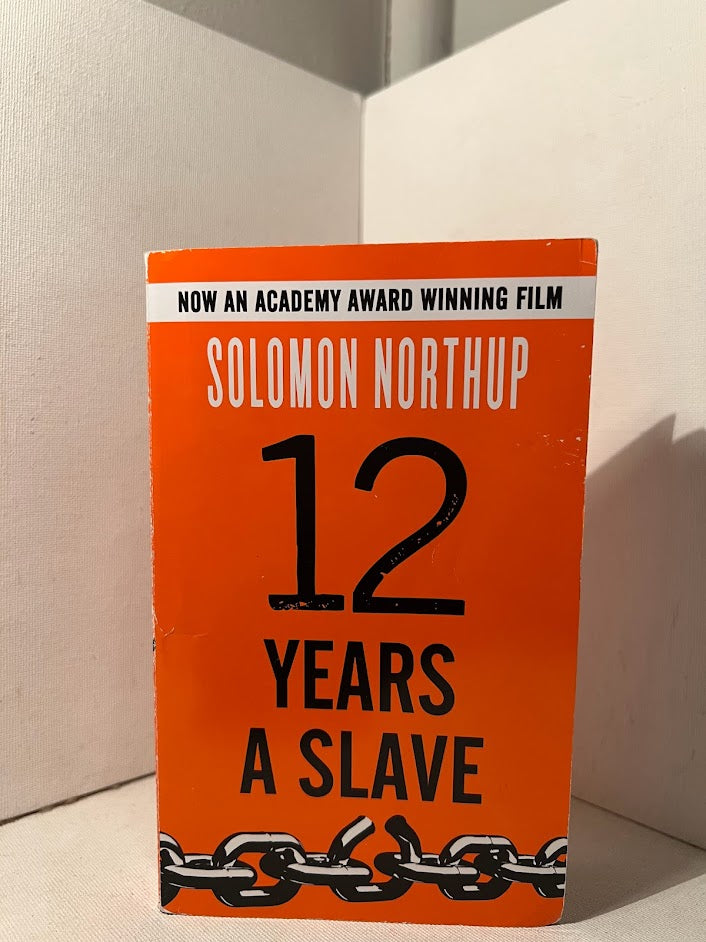 NOW AN ACADEMY AWARD WINNING FILM
SOLOMON NORTHUP
12
YEARS
A SLAVE